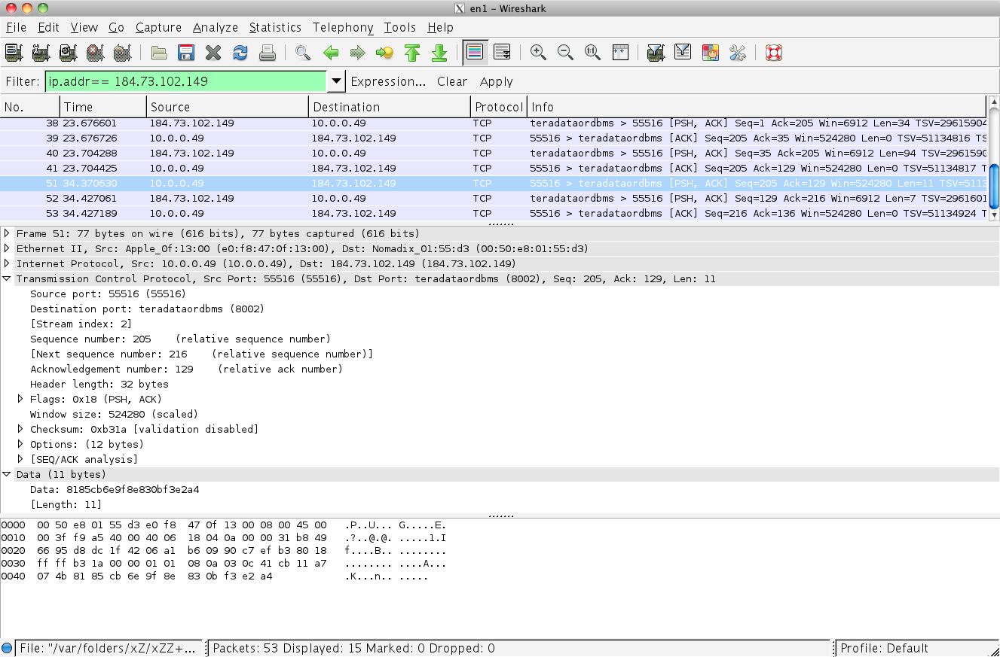 en1 - Wireshark
File Edit View Go Capture Analyze Statistics Telephony Tools Help
Filter: ip.addr== 184.73.102.149 Expression... Clear Apply
No. Time Source Destination Protocol Info
38 23.676601 184.73.102.149 10.0.0.49 TCP teradataordbms > 55516 [PSH, ACK] Seq=1 Ack=205 Win=6912 Len=34 TSV=29615904
39 23.676726 10.0.0.49 184.73.102.149 TCP 55516 > teradataordbms [ACK] Seq=205 Ack=35 Win=524280 Len=0 TSV=51134816 TS
40 23.704288 184.73.102.149 10.0.0.49 TCP teradataordbms > 55516 [PSH, ACK] Seq=35 Ack=205 Win=6912 Len=94 TSV=2961590
41 23.704425 10.0.0.49 184.73.102.149 TCP 55516 > teradataordbms [ACK] Seq=205 Ack=129 Win=524280 Len=0 TSV=51134817 T
51 34.370630 10.0.0.49 184.73.102.149 TCP 55516 > teradataordbms [PSH, ACK] Seq=205 Ack=129 Win=524280 Len=11 TSV=5113
52 34.427061 184.73.102.149 10.0.0.49 TCP teradataordbms > 55516 [PSH, ACK] Seq=129 Ack=216 Win=6912 Len=7 TSV=2961601
53 34.427189 10.0.0.49 184.73.102.149 TCP 55516 > teradataordbms [ACK] Seq=216 Ack=136 Win=524280 Len=0 TSV=51134924 T
Frame 51: 77 bytes on wire (616 bits), 77 bytes captured (616 bits)
Ethernet II, Src: Apple_0f:13:00 (e0:f8:47:0f:13:00), Dst: Nomadix_01:55:d3 (00:50:e8:01:55:d3)
Internet Protocol, Src: 10.0.0.49 (10.0.0.49), Dst: 184.73.102.149 (184.73.102.149)
Transmission Control Protocol, Src Port: 55516 (55516), Dst Port: teradataordbms (8002), Seq: 205, Ack: 129, Len: 11
Source port: 55516 (55516)
Destination port: teradataordbms (8002)
[Stream index: 2]
Sequence number: 205    (relative sequence number)
[Next sequence number: 216    (relative sequence number)]
Acknowledgement number: 129    (relative ack number)
Header length: 32 bytes
Flags: 0x18 (PSH, ACK)
Window size: 524280 (scaled)
Checksum: 0xb31a [validation disabled]
Options: (12 bytes)
[SEQ/ACK analysis]
Data (11 bytes)
Data: 8185cb6e9f8e830bf3e2a4
[Length: 11]
0000  00 50 e8 01 55 d3 e0 f8  47 0f 13 00 08 00 45 00   .P..U... G.....E.
0010  00 3f f9 a5 40 00 40 06  18 04 0a 00 00 31 b8 49   .?..@.@. .....1.I
0020  66 95 d8 dc 1f 42 06 a1  b6 09 90 c7 ef b3 80 18   f....B.. ........
0030  ff ff b3 1a 00 00 01 01  08 0a 03 0c 41 cb 11 a7   ........ ....A...
0040  07 4b 81 85 cb 6e 9f 8e  83 0b f3 e2 a4   .K...n.. .....
File: "/var/folders/xZ/xZZ+... Packets: 53 Displayed: 15 Marked: 0 Dropped: 0 Profile: Default